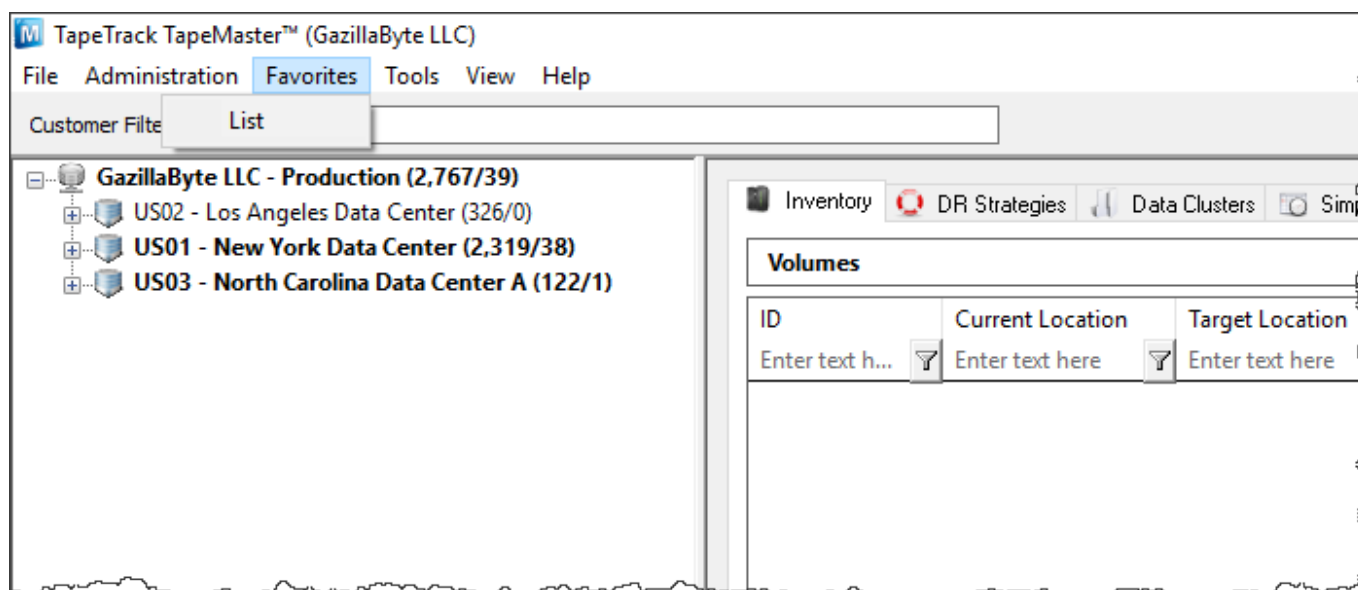 TapeTrack TapeMaster™ (GazillaByte LLC)
File Administration Favorites Tools View Help
List
Customer Filte
GazillaByte LLC - Production (2,767/39)
US02 - Los Angeles Data Center (326/0)
US01 - New York Data Center (2,319/38)
US03 - North Carolina Data Center A (122/1)
Inventory DR Strategies Data Clusters Simp
Volumes
ID Current Location Target Location
Enter text h... Enter text here Enter text here